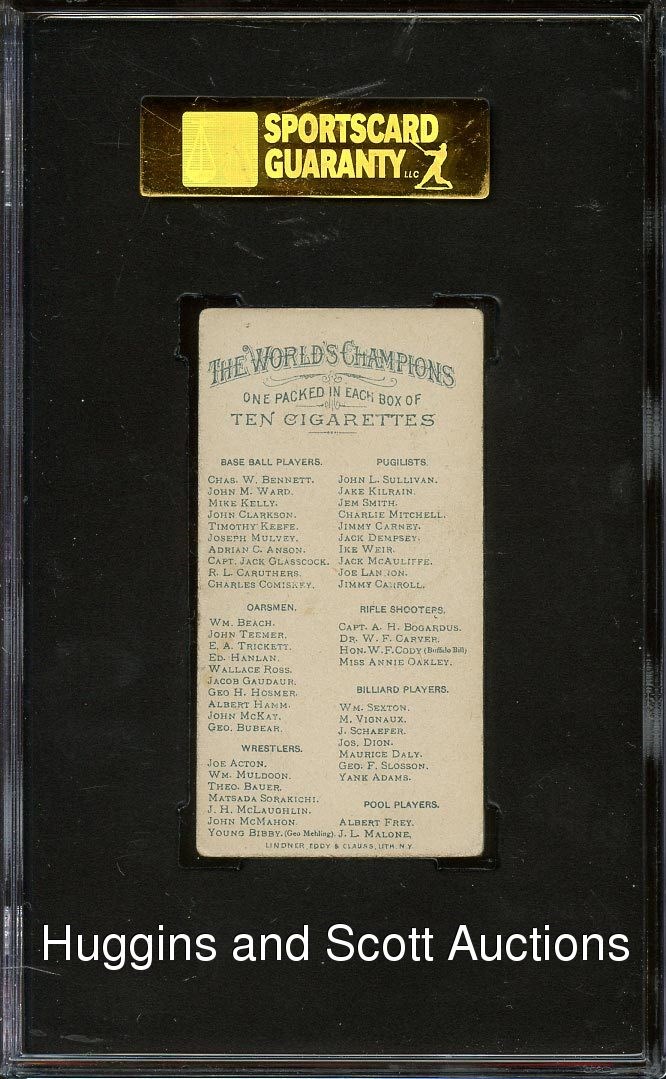 SPORTSCARD
GUARANTY LLC
THE WORLD'S CHAMPIONS
ONE PACKED IN EACH BOX OF
TEN CIGARETTES
BASE BALL PLAYERS.
CHAS. W. BENNETT.
JOHN M. WARD.
MIKE KELLY.
JOHN CLARKSON.
TIMOTHY KEEFE.
JOSEPH MULVEY.
ADRIAN C. ANSON.
CAPT. JACK GLASSCOCK.
R. L. CARUTHERS.
CHARLES COMISKEY.
OARSMEN.
WM. BEACH.
JOHN TEEMER.
E. A. TRICKETT.
ED. HANLAN.
WALLACE ROSS.
JACOB GAUDAUR.
GEO H. HOSMER.
ALBERT HAMM.
JOHN MCKAY.
GEO. BUBEAR.
WRESTLERS.
JOE ACTON.
WM. MULDOON.
THEO. BAUER.
MATSADA SORAKICHI.
J. H. MCLAUGHLIN.
JOHN MCMAHON.
YOUNG BIBBY. (Geo Mehling).
PUGILISTS.
JOHN L. SULLIVAN.
JAKE KILRAIN.
JEM SMITH.
CHARLIE MITCHELL.
JIMMY CARNEY.
JACK DEMPSEY.
IKE WEIR.
JACK MCAULIFFE.
JOE LANNON.
JIMMY CARROLL.
RIFLE SHOOTERS.
CAPT. A. H. BOGARDUS.
DR. W. F. CARVER.
HON. W. F. CODY (Buffalo Bill)
MISS ANNIE OAKLEY.
BILLIARD PLAYERS.
WM. SEXTON.
M. VIGNAUX.
J. SCHAEFER.
JOS. DION.
MAURICE DALY.
GEO. F. SLOSSON.
YANK ADAMS.
POOL PLAYERS.
ALBERT FREY.
J. L. MALONE.
LINDNER, EDDY & CLAUSS, LITH. N.Y.
Huggins and Scott Auctions